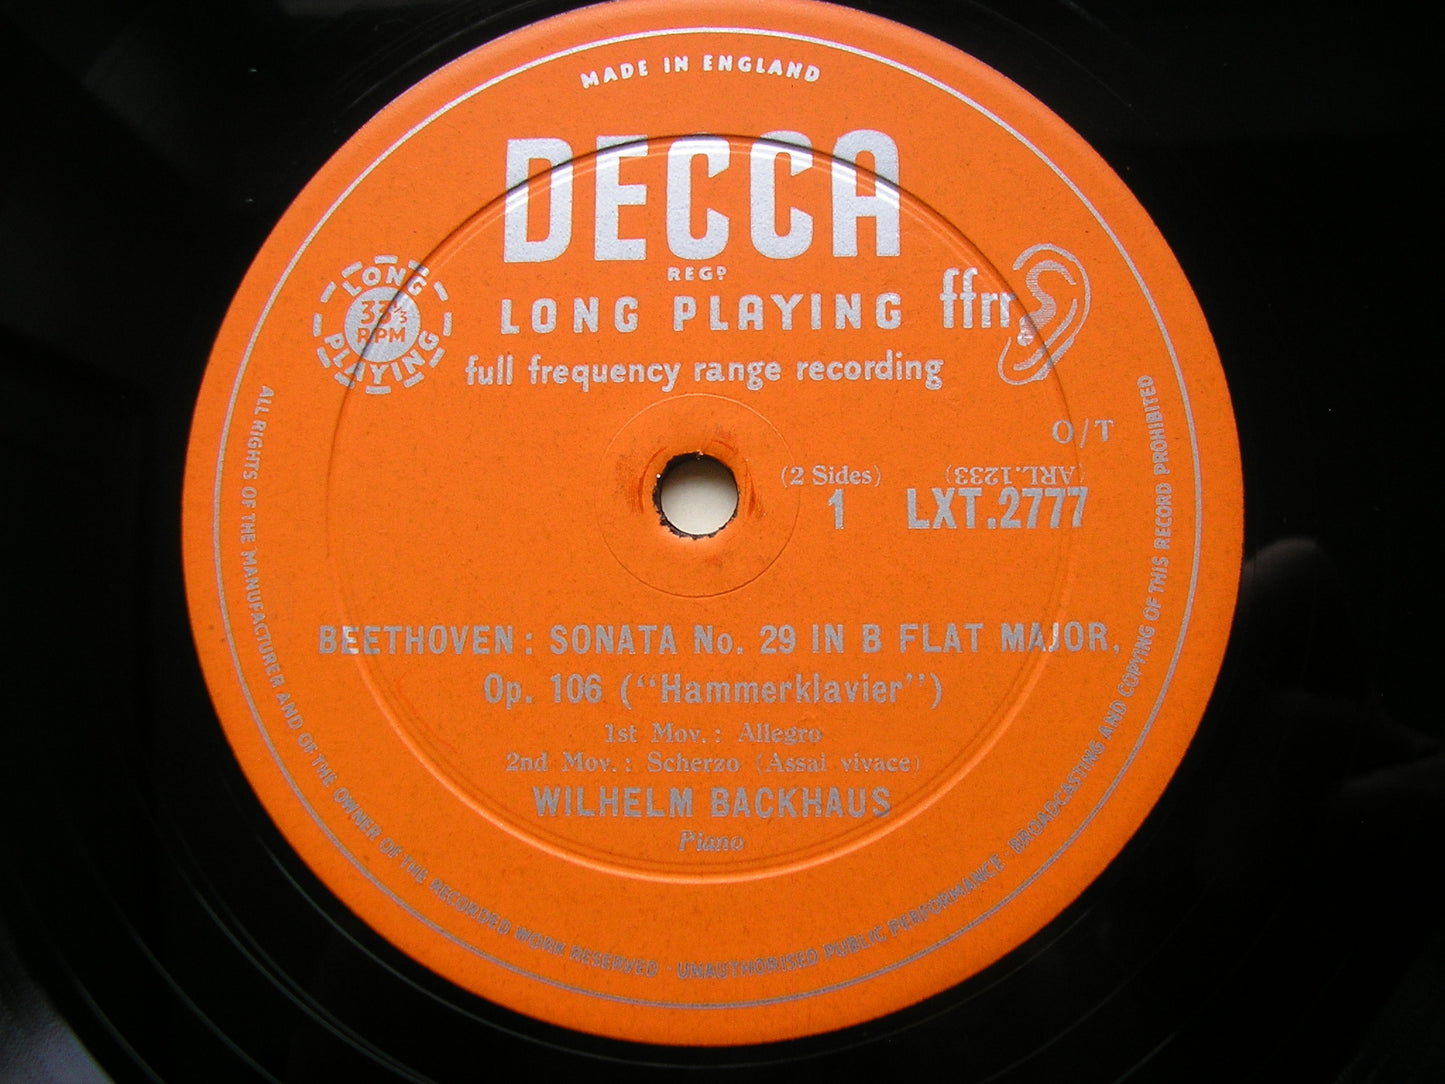 MADE IN ENGLAND
DECCA
REGD
LONG PLAYING
ffrr
full frequency range recording
LONG
33⅓
RPM
PLAYING
O/T
(2 Sides)
(ARL.1233)
1
LXT.2777
BEETHOVEN: SONATA No. 29 IN B FLAT MAJOR,
Op. 106 ("Hammerklavier")
1st Mov.: Allegro
2nd Mov.: Scherzo (Assai vivace)
WILHELM BACKHAUS
Piano
ALL RIGHTS OF THE MANUFACTURER AND OF THE OWNER OF THE RECORDED WORK RESERVED · UNAUTHORISED PUBLIC PERFORMANCE · BROADCASTING AND COPYING OF THIS RECORD PROHIBITED